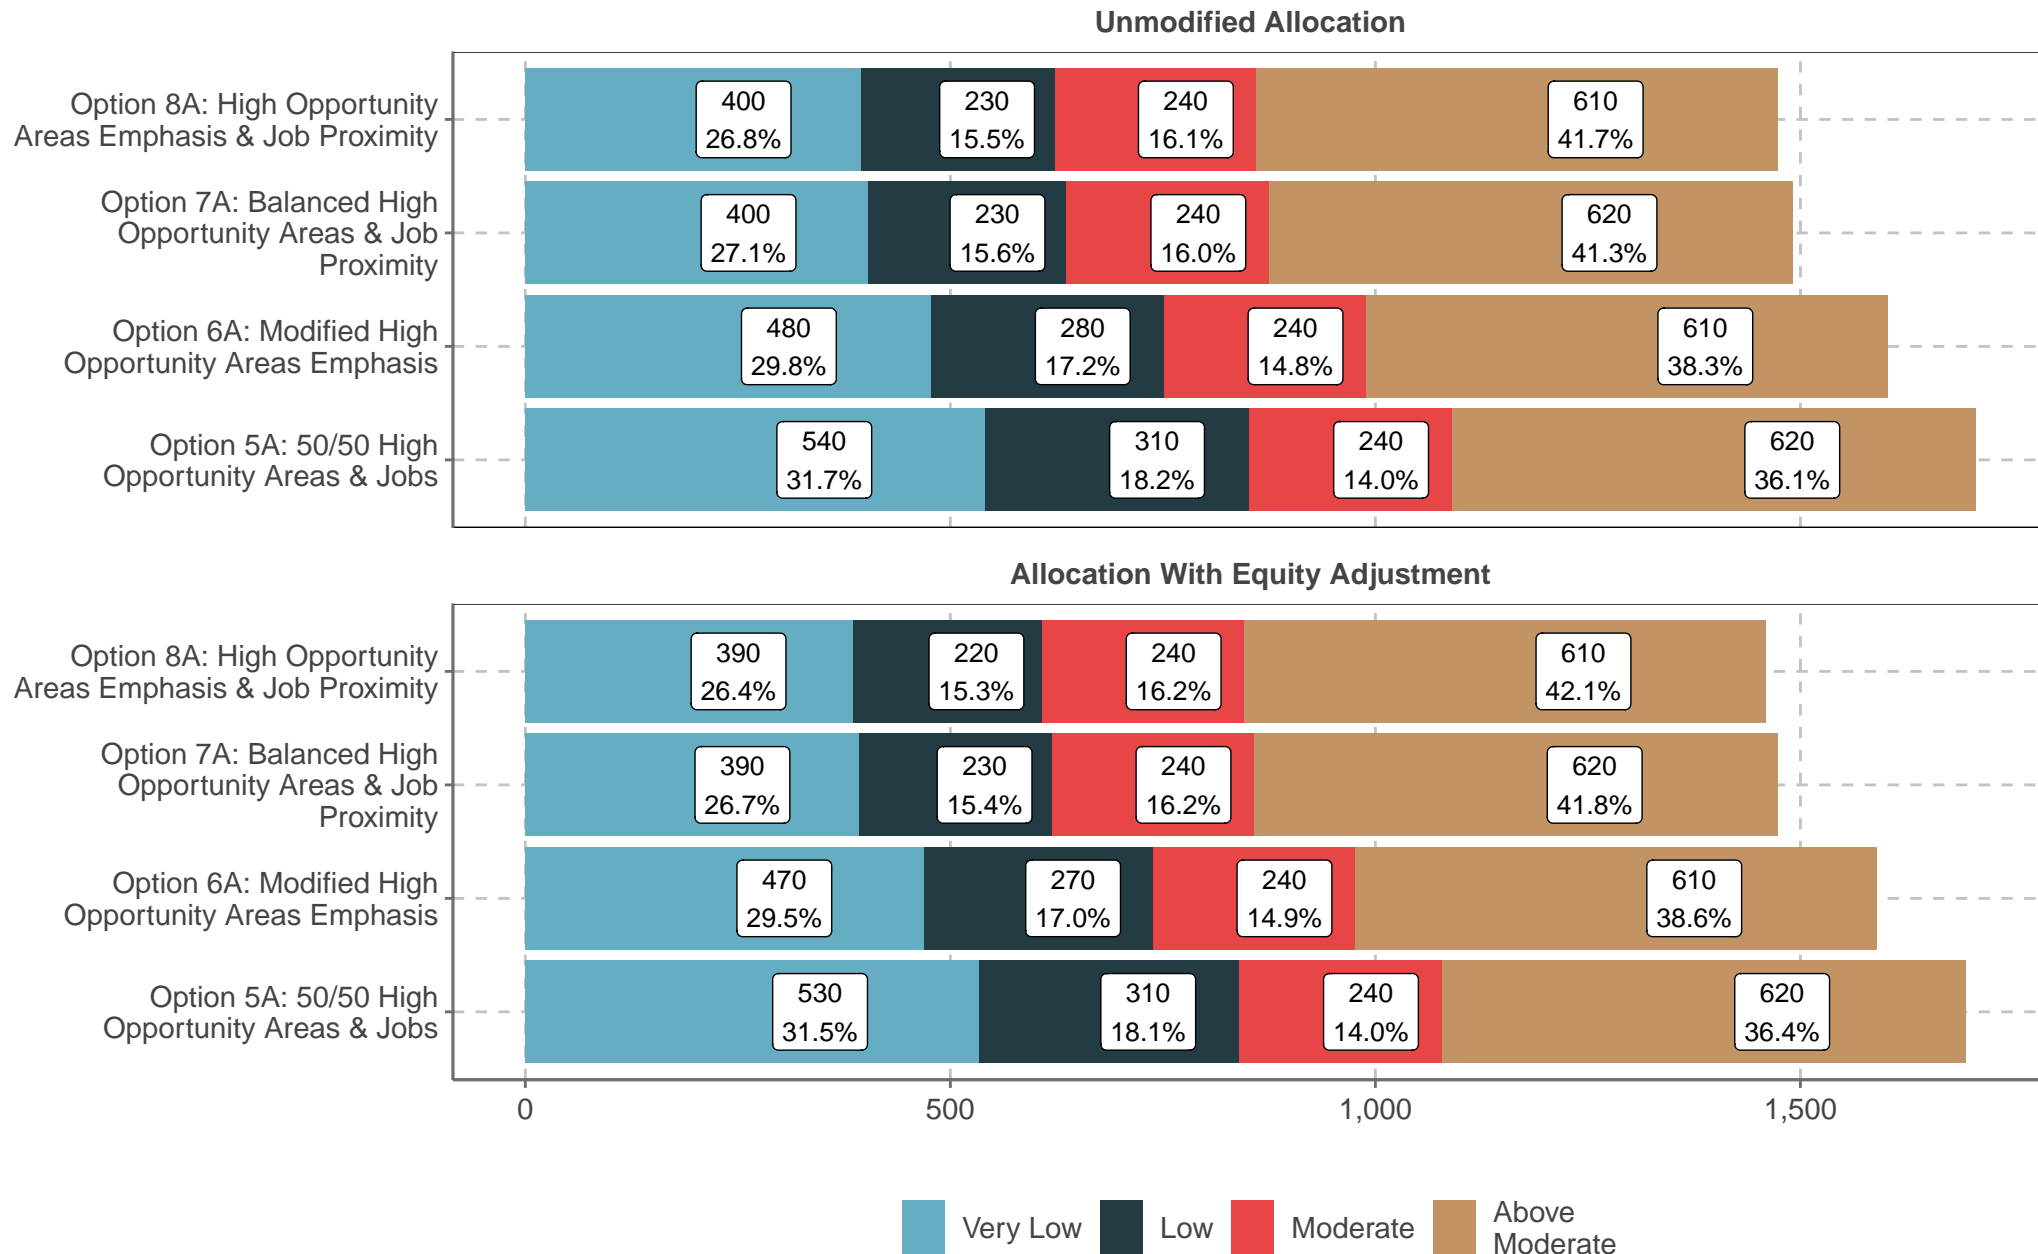 Unmodified Allocation
Option 8A: High Opportunity
Areas Emphasis & Job Proximity
400
26.8%
230
15.5%
240
16.1%
610
41.7%
Option 7A: Balanced High
Opportunity Areas & Job
Proximity
400
27.1%
230
15.6%
240
16.0%
620
41.3%
Option 6A: Modified High
Opportunity Areas Emphasis
480
29.8%
280
17.2%
240
14.8%
610
38.3%
Option 5A: 50/50 High
Opportunity Areas & Jobs
540
31.7%
310
18.2%
240
14.0%
620
36.1%
Allocation With Equity Adjustment
Option 8A: High Opportunity
Areas Emphasis & Job Proximity
390
26.4%
220
15.3%
240
16.2%
610
42.1%
Option 7A: Balanced High
Opportunity Areas & Job
Proximity
390
26.7%
230
15.4%
240
16.2%
620
41.8%
Option 6A: Modified High
Opportunity Areas Emphasis
470
29.5%
270
17.0%
240
14.9%
610
38.6%
Option 5A: 50/50 High
Opportunity Areas & Jobs
530
31.5%
310
18.1%
240
14.0%
620
36.4%
0
500
1,000
1,500
Very Low
Low
Moderate
Above
Moderate